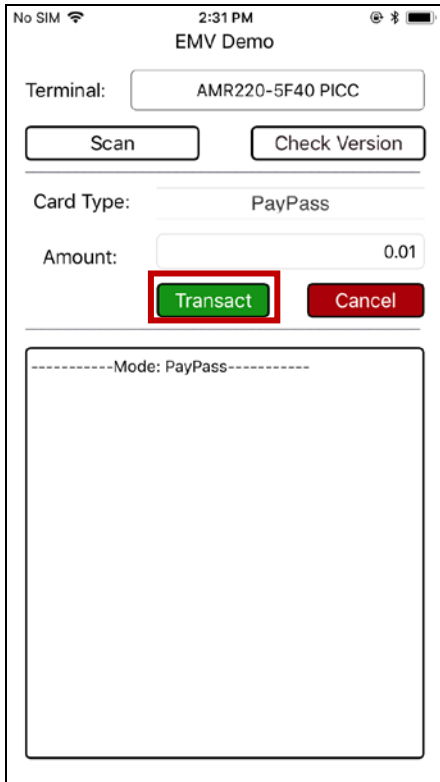 No SIM 2:31 PM
EMV Demo
Terminal: AMR220-5F40 PICC
Scan Check Version
Card Type: PayPass
Amount: 0.01
Transact Cancel
-----------Mode: PayPass-----------